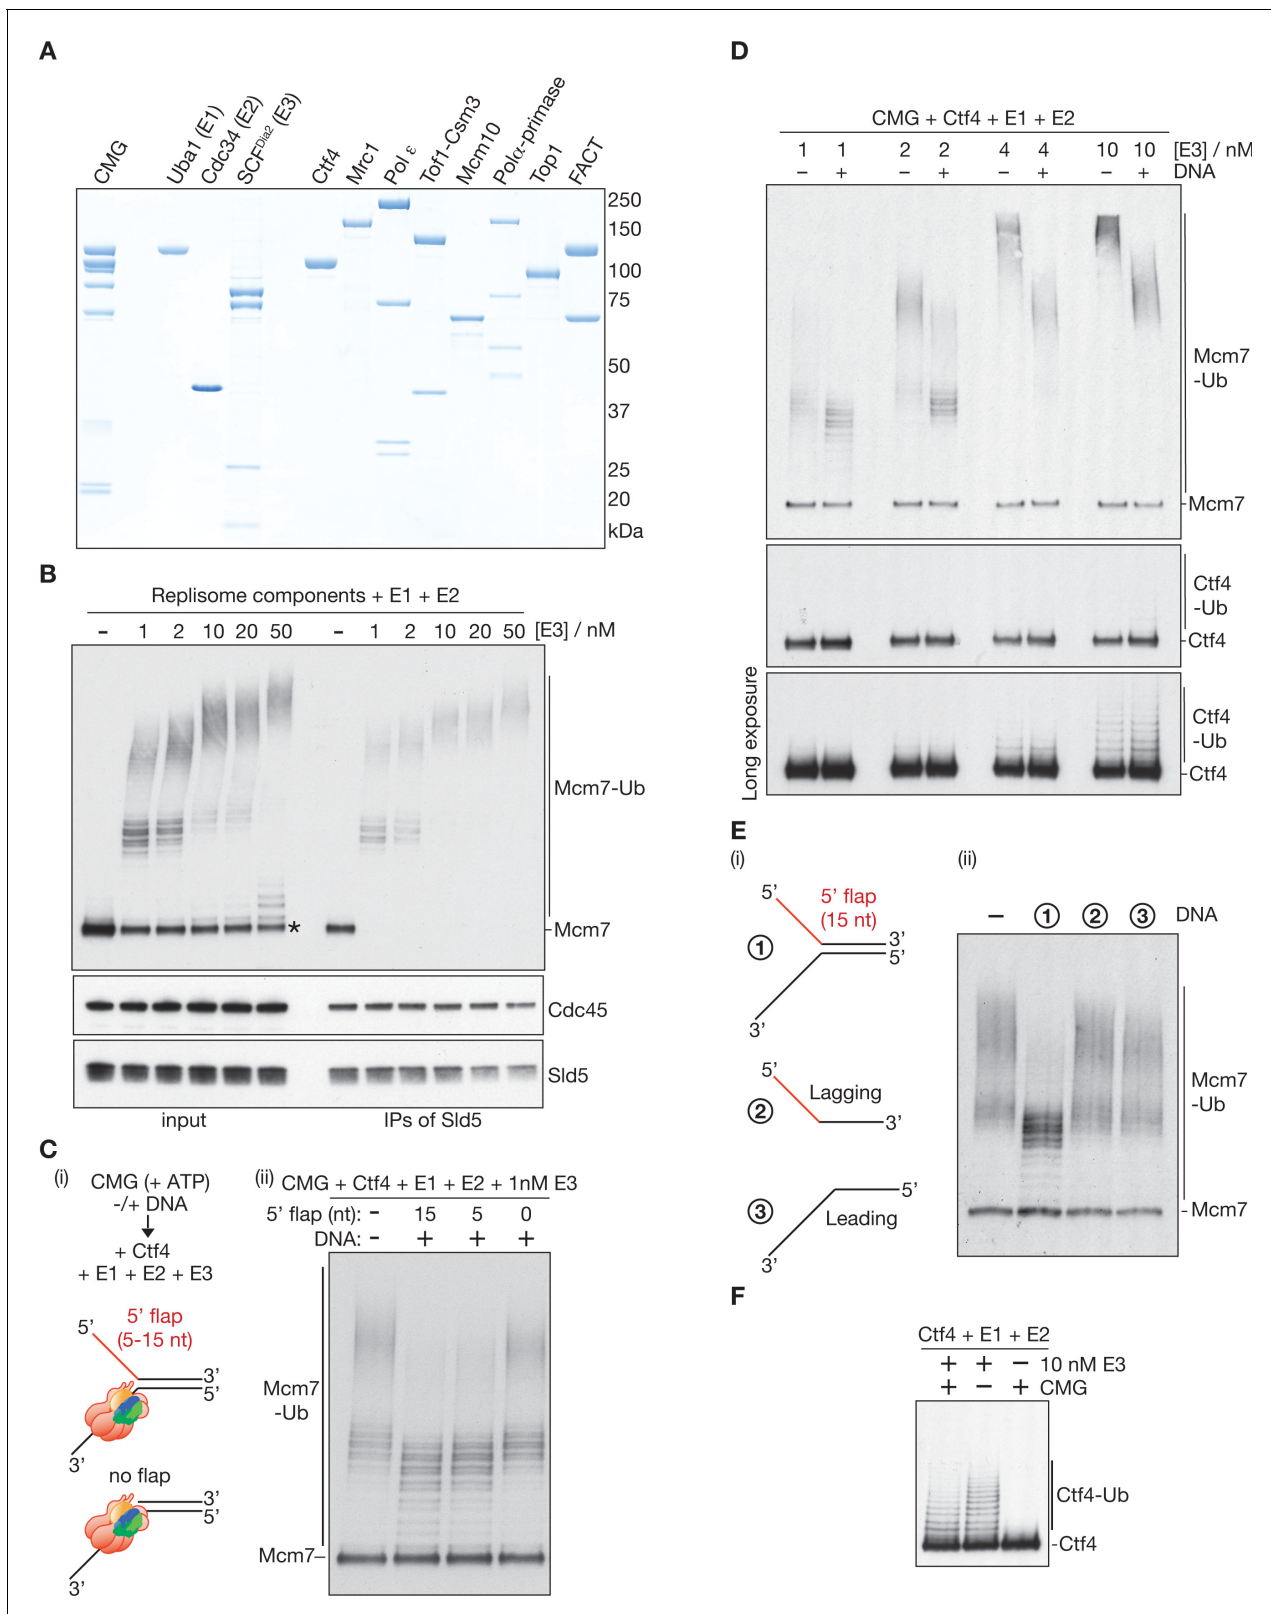 A
CMG
Uba1 (E1)
Cdc34 (E2)
SCFDia2 (E3)
Ctf4
Mrc1
Pol ε
Tof1-Csm3
Mcm10
Polα-primase
Top1
FACT
250
150
100
75
50
37
25
20
kDa
B
Replisome components + E1 + E2
– 1 2 10 20 50 – 1 2 10 20 50 [E3] / nM
Mcm7-Ub
*
-Mcm7
Cdc45
Sld5
input IPs of Sld5
C
(i)
CMG (+ ATP)
-/+ DNA
+ Ctf4
+ E1 + E2 + E3
5' flap
(5-15 nt)
5'
3'
5'
3'
no flap
3'
5'
3'
(ii)
CMG + Ctf4 + E1 + E2 + 1nM E3
5' flap (nt): – 15 5 0
DNA: – + + +
Mcm7
-Ub
Mcm7–
D
CMG + Ctf4 + E1 + E2
1 1 2 2 4 4 10 10 [E3] / nM
– + – + – + – + DNA
Mcm7
-Ub
-Mcm7
Ctf4
-Ub
-Ctf4
Long exposure
Ctf4
-Ub
-Ctf4
E
(i)
5'
5' flap
(15 nt)
1
3'
5'
3'
5'
Lagging
2
3'
3
5'
Leading
3'
(ii)
– 1 2 3 DNA
Mcm7
-Ub
-Mcm7
F
Ctf4 + E1 + E2
+ + – 10 nM E3
+ – + CMG
Ctf4-Ub
-Ctf4